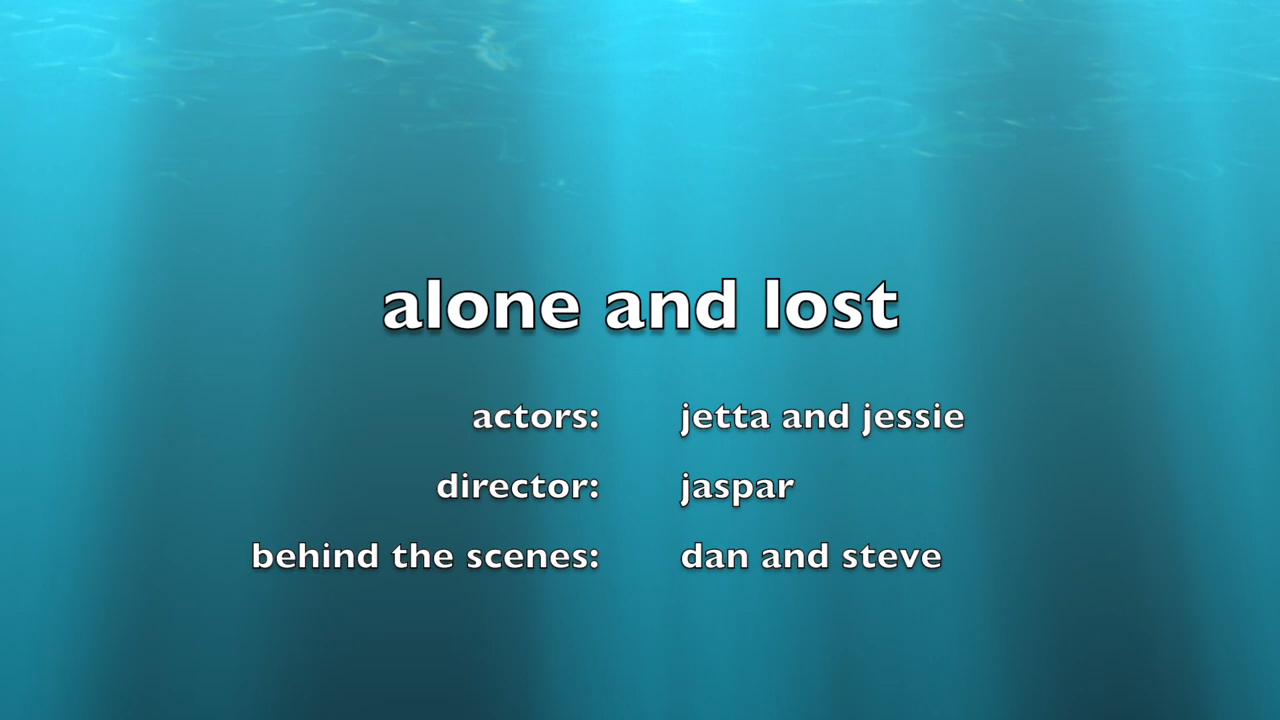 alone and lost
actors: jetta and jessie
director: jaspar
behind the scenes: dan and steve